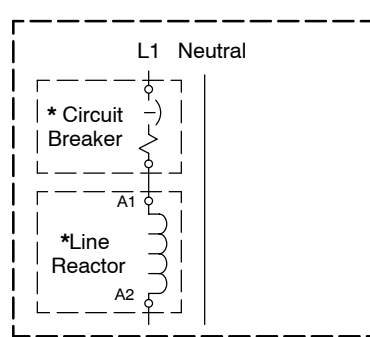 L1 Neutral
* Circuit
Breaker
A1
*Line
Reactor
A2